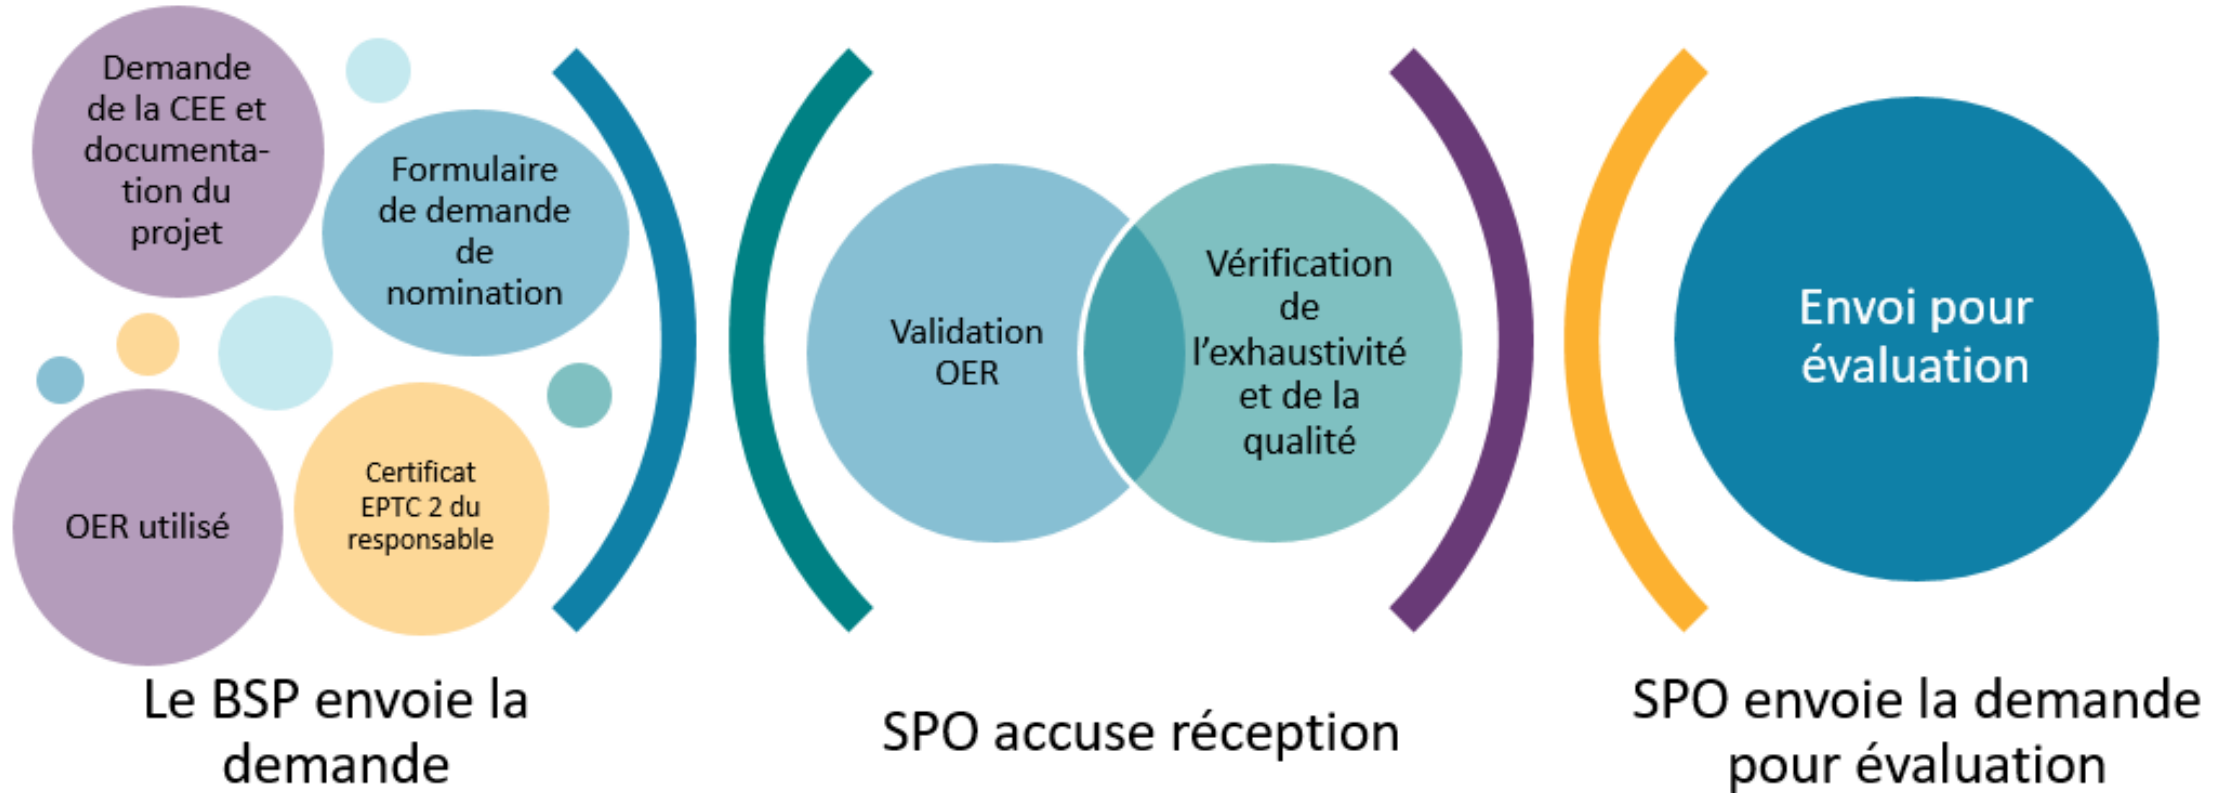 Demande
de la CEE et
documenta-
tion du
projet
Formulaire
de demande
de
nomination
OER utilisé
Certificat
EPTC 2 du
responsable
Le BSP envoie la
demande
Validation
OER
Vérification
de
l’exhaustivité
et de la
qualité
SPO accuse réception
Envoi pour
évaluation
SPO envoie la demande
pour évaluation